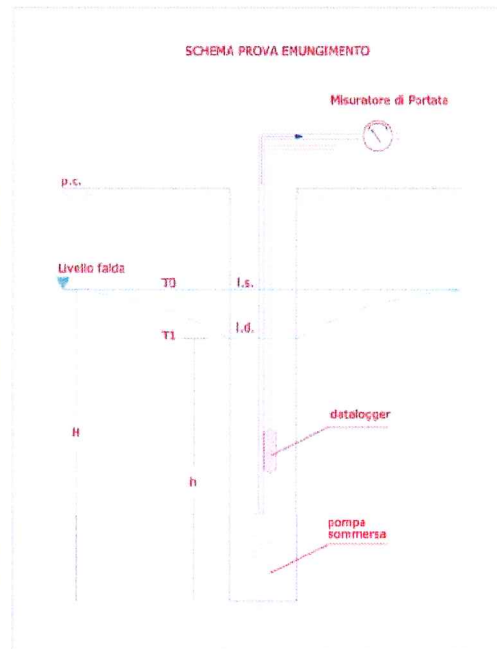 SCHEMA PROVA EMUNGIMENTO
Misuratore di Portata
p.c.
Livello falda
T0
l.s.
l.d.
T1
datalogger
H
h
pompa
sommersa